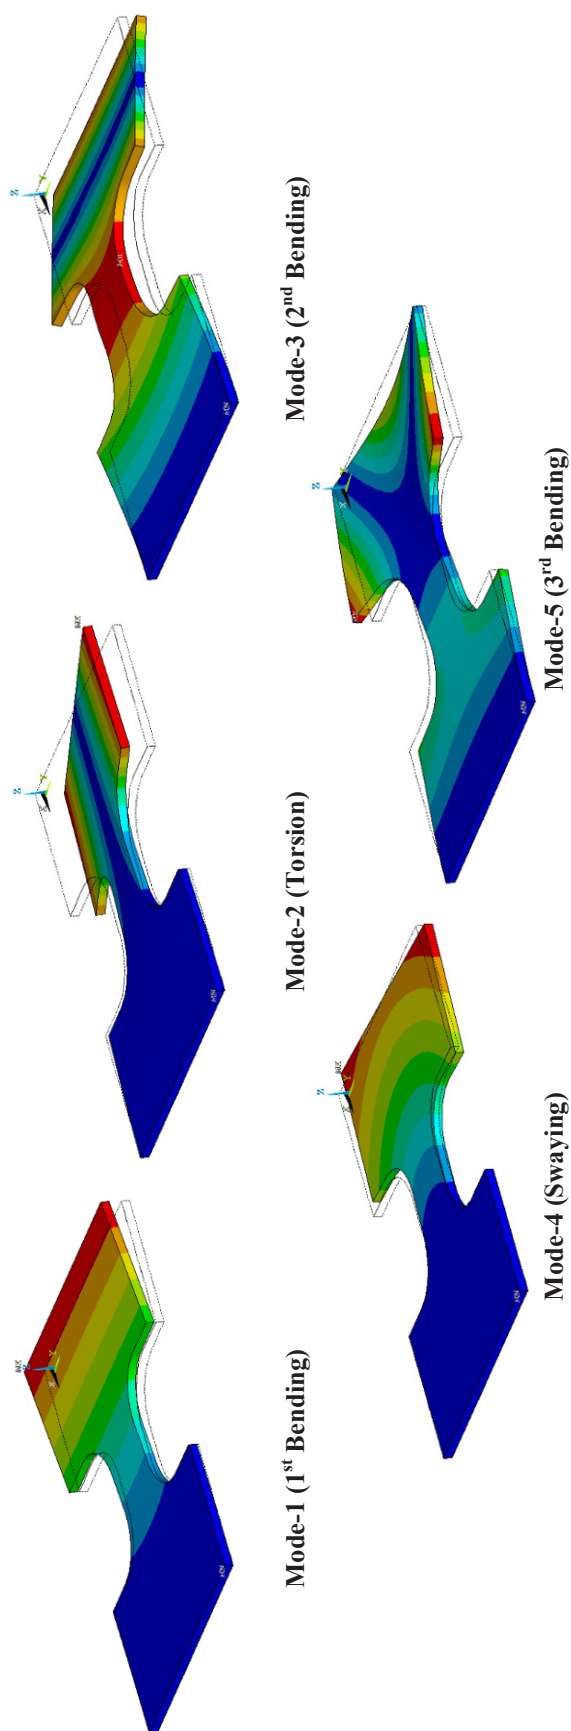 Mode-1 (1st Bending)
Mode-2 (Torsion)
Mode-3 (2nd Bending)
Mode-4 (Swaying)
Mode-5 (3rd Bending)